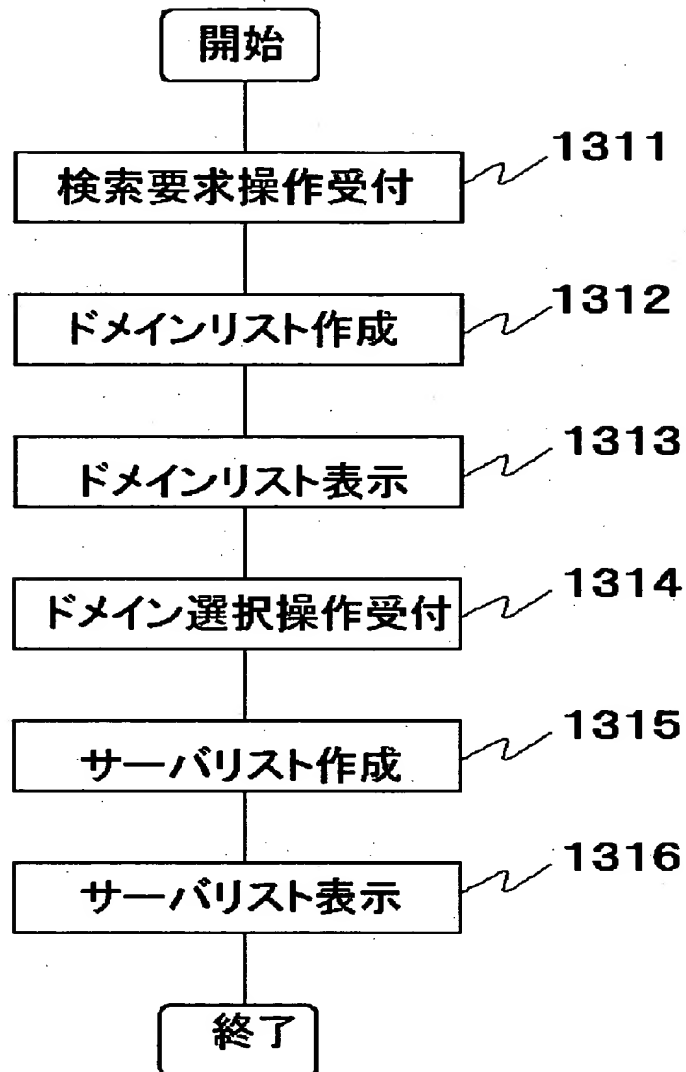 開始
検索要求操作受付
1311
ドメインリスト作成
1312
ドメインリスト表示
1313
ドメイン選択操作受付
1314
サーバリスト作成
1315
サーバリスト表示
1316
終了